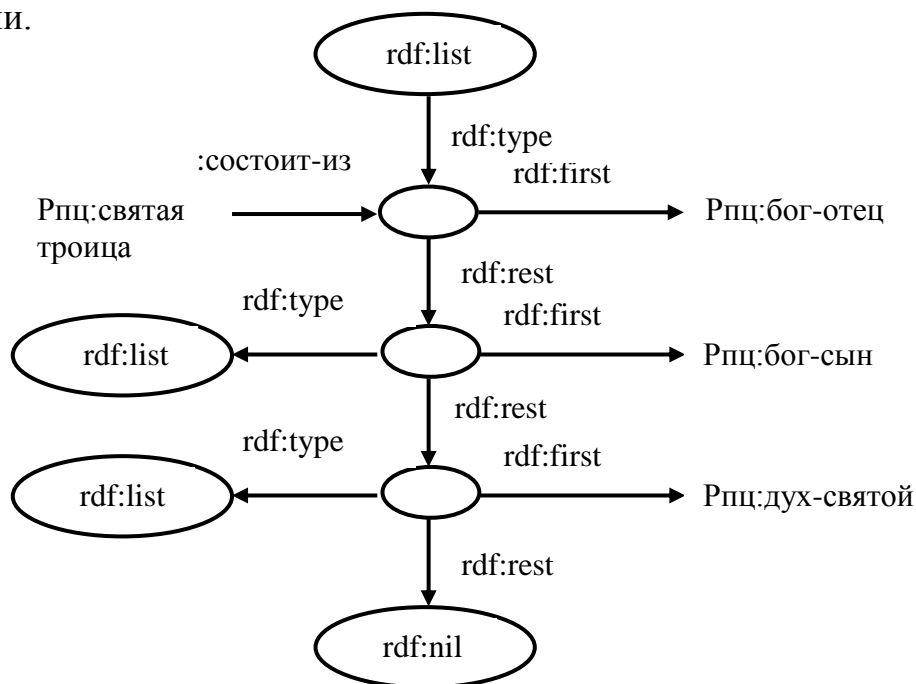 ии.
rdf:list
rdf:type
:состоит-из
rdf:first
Рпц:святая
троица
Рпц:бог-отец
rdf:rest
rdf:type
rdf:first
rdf:list
Рпц:бог-сын
rdf:rest
rdf:type
rdf:first
rdf:list
Рпц:дух-святой
rdf:rest
rdf:nil